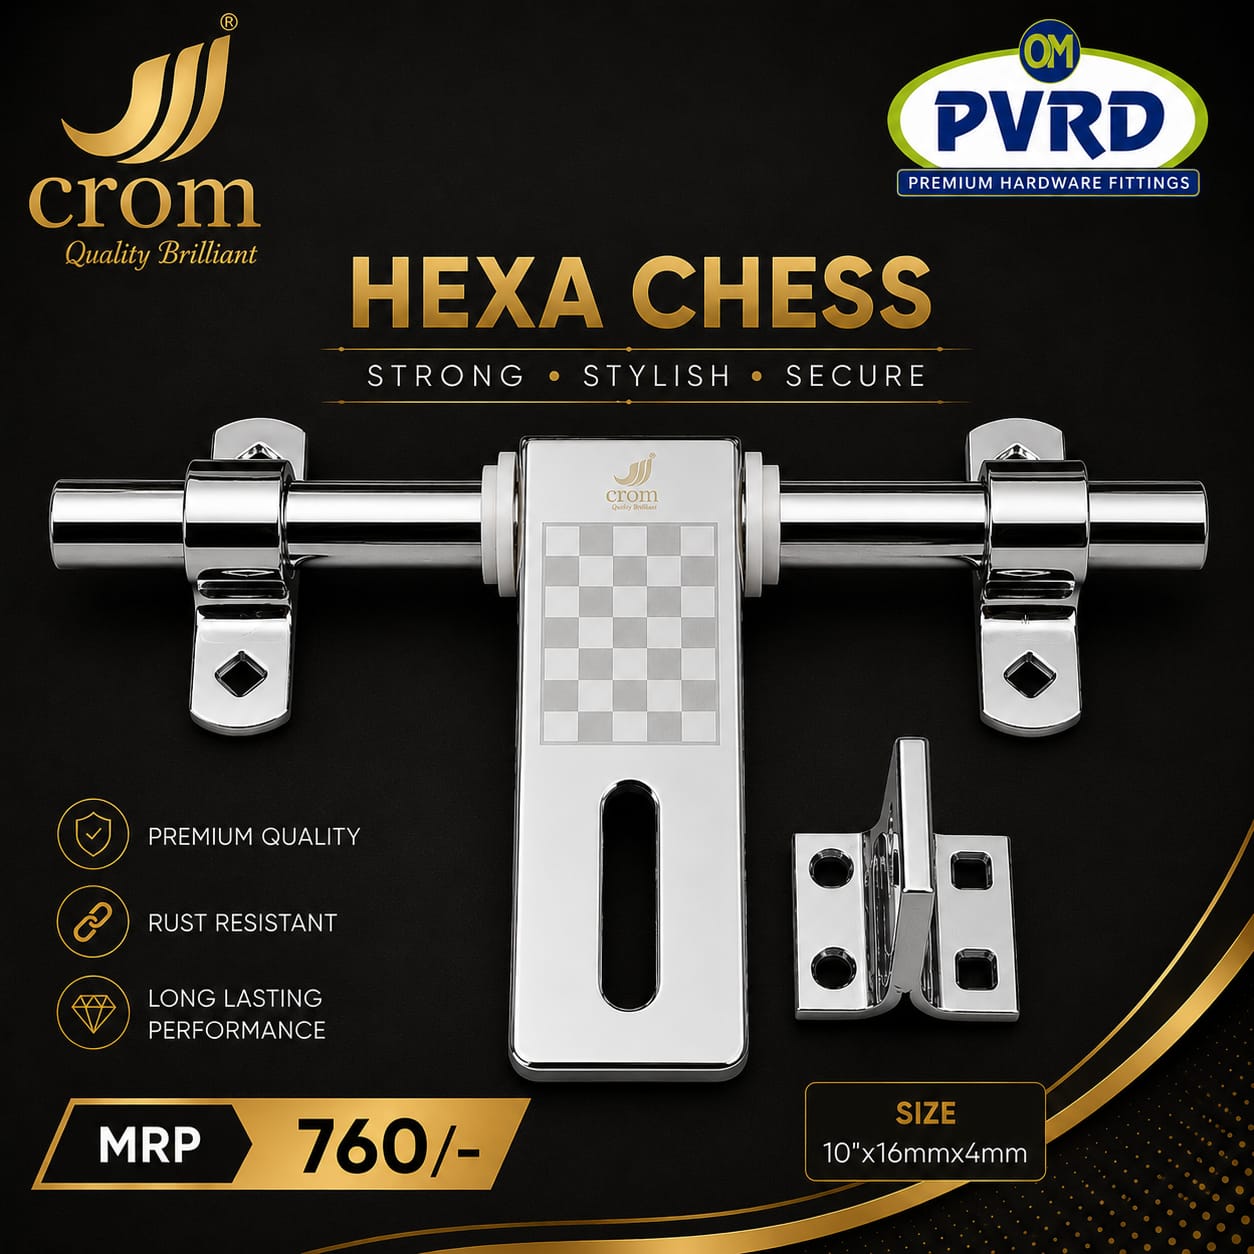 ®
crom
Quality Brilliant
OM
PVRD
PREMIUM HARDWARE FITTINGS
HEXA CHESS
STRONG • STYLISH • SECURE
®
crom
Quality Brilliant
PREMIUM QUALITY
RUST RESISTANT
LONG LASTING
PERFORMANCE
MRP 760/-
SIZE
10"x16mmx4mm